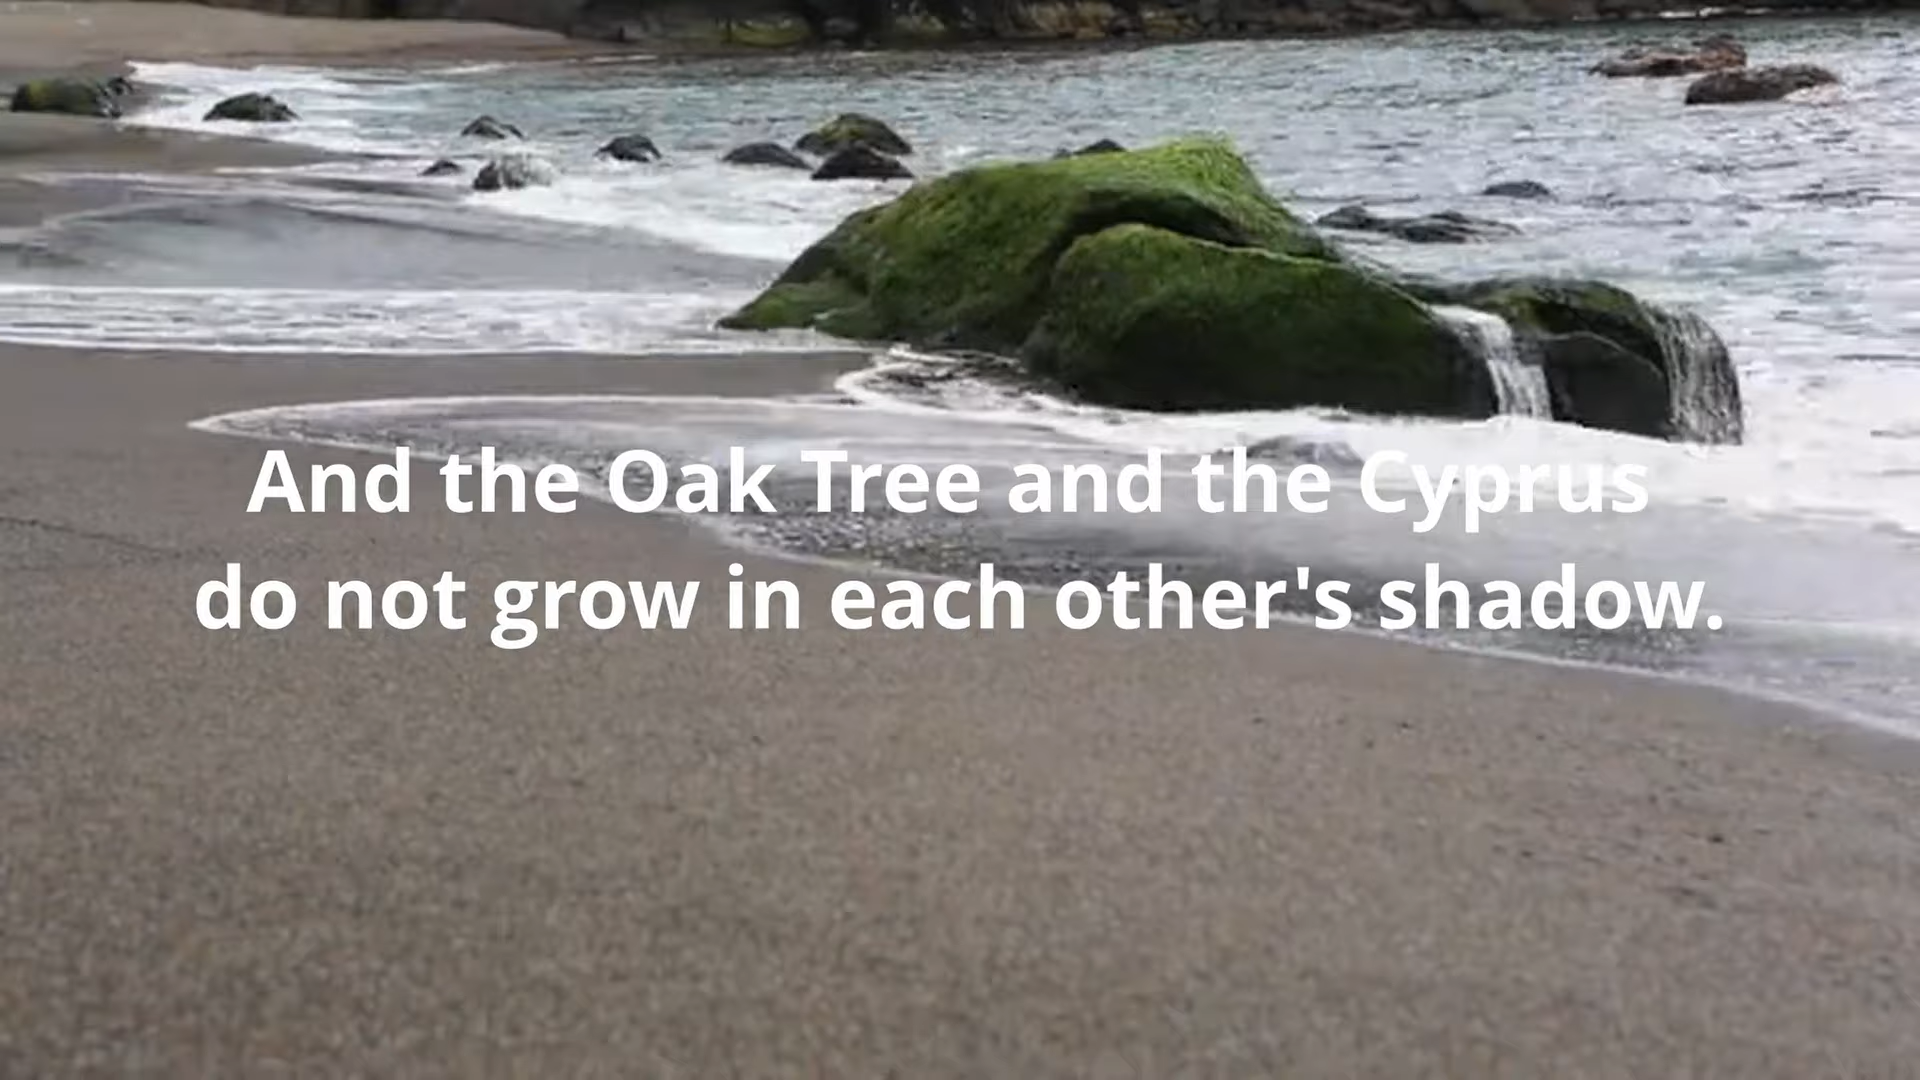 And the Oak Tree and the Cyprus
do not grow in each other's shadow.